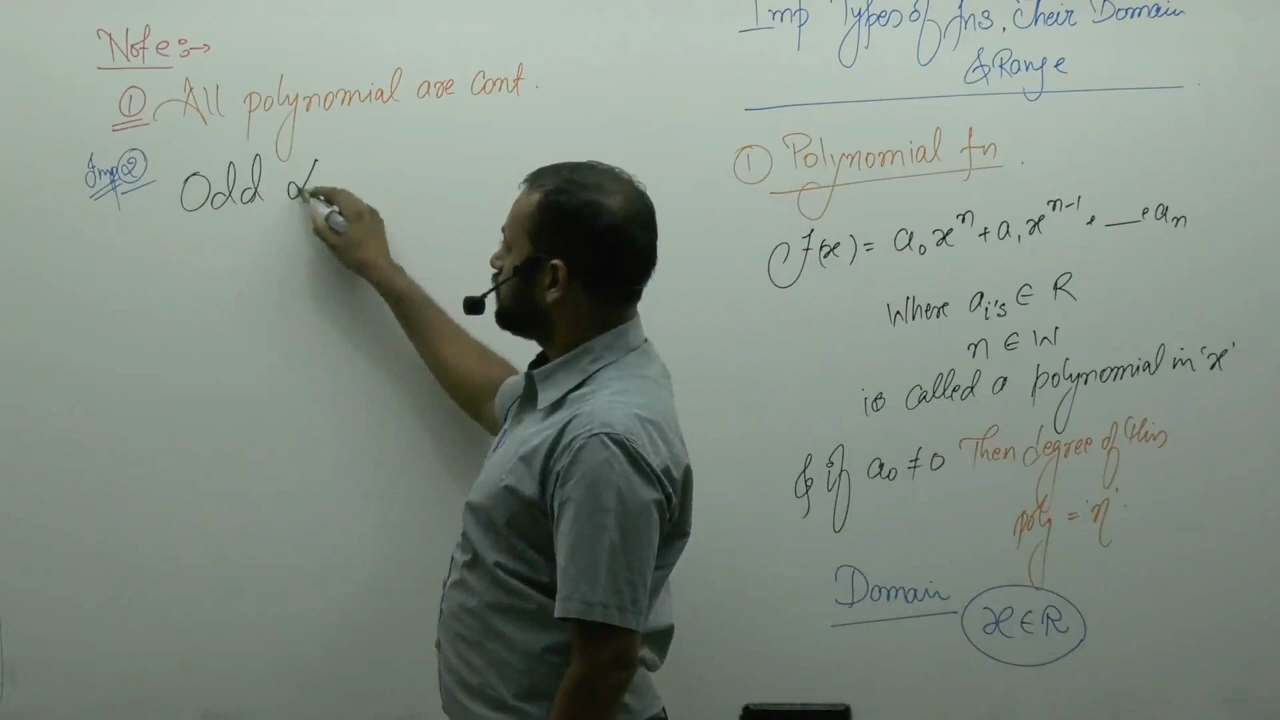 Note :→
① All polynomial are cont.
Imp ② Odd d
Imp Types of fns, their Domain
& Range
① Polynomial fn.
f(x) = a₀xⁿ + a₁xⁿ⁻¹ + __ + aₙ
Where aᵢ's ∈ R
n ∈ W
is called a polynomial in 'x'
& if a₀ ≠ 0 Then degree of this
poly = 'n'
Domain x ∈ R